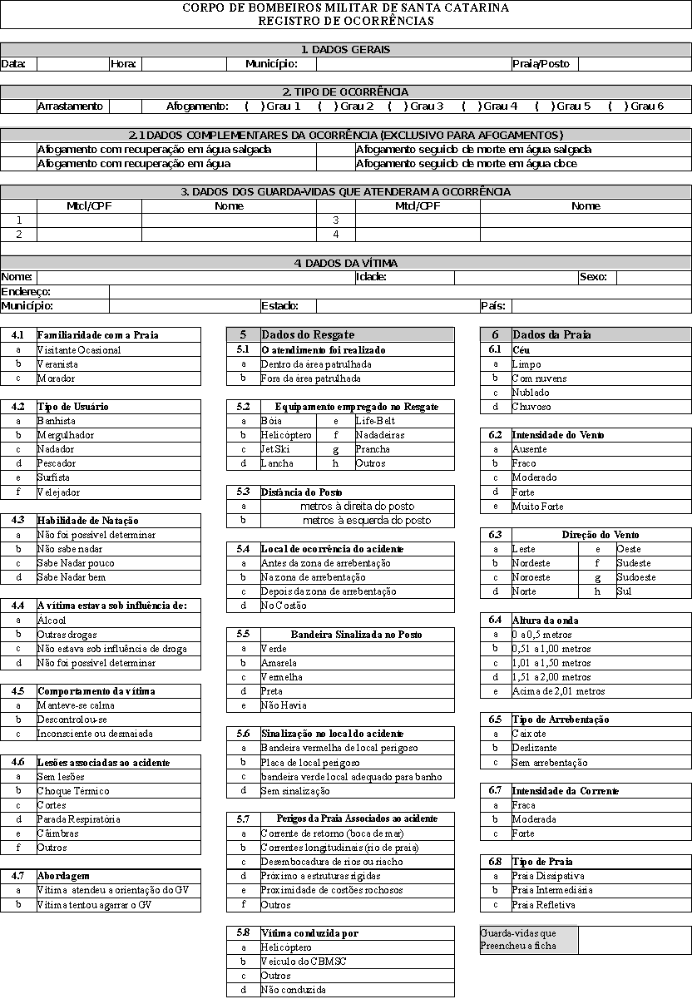 CORPO DE BOMBEIROS MILITAR DE SANTA CATARINA
REGISTRO DE OCORRÊNCIAS
1. DADOS GERAIS
Data: Hora: Município: Praia/Posto
2. TIPO DE OCORRÊNCIA
Arrastamento Afogamento: ( ) Grau 1 ( ) Grau 2 ( ) Grau 3 ( ) Grau 4 ( ) Grau 5 ( ) Grau 6
2.1 DADOS COMPLEMENTARES DA OCORRÊNCIA (EXCLUSIVO PARA AFOGAMENTOS)
Afogamento com recuperação em água salgada Afogamento seguido de morte em água salgada
Afogamento com recuperação em água Afogamento seguido de morte em água doce
3. DADOS DOS GUARDA-VIDAS QUE ATENDERAM A OCORRÊNCIA
Mtcl/CPF Nome Mtcl/CPF Nome
1 3
2 4
4. DADOS DA VÍTIMA
Nome: Idade: Sexo:
Endereço:
Município: Estado: País:
4.1 Familiaridade com a Praia
a Visitante Ocasional
b Veranista
c Morador
4.2 Tipo de Usuário
a Banhista
b Mergulhador
c Nadador
d Pescador
e Surfista
f Velejador
4.3 Habilidade de Natação
a Não foi possível determinar
b Não sabe nadar
c Sabe Nadar pouco
d Sabe Nadar bem
4.4 A vítima estava sob influência de:
a Álcool
b Outras drogas
c Não estava sob influência de droga
d Não foi possível determinar
4.5 Comportamento da vítima
a Manteve-se calma
b Descontrolou-se
c Inconsciente ou desmaiada
4.6 Lesões associadas ao acidente
a Sem lesões
b Choque Térmico
c Cortes
d Parada Respiratória
e Câimbras
f Outros
4.7 Abordagem
a Vítima atendeu a orientação do GV
b Vítima tentou agarrar o GV
5 Dados do Resgate
5.1 O atendimento foi realizado
a Dentro da área patrulhada
b Fora da área patrulhada
5.2 Equipamento empregado no Resgate
a Bóia e Life-Belt
b Helicóptero f Nadadeiras
c Jet Ski g Prancha
d Lancha h Outros
5.3 Distância do Posto
a metros à direita do posto
b metros à esquerda do posto
5.4 Local de ocorrência do acidente
a Antes da zona de arrebentação
b Na zona de arrebentação
c Depois da zona de arrebentação
d No Costão
5.5 Bandeira Sinalizada no Posto
a Verde
b Amarela
c Vermelha
d Preta
e Não Havia
5.6 Sinalização no local do acidente
a Bandeira vermelha de local perigoso
b Placa de local perigoso
c bandeira verde local adequado para banho
d Sem sinalização
5.7 Perigos da Praia Associados ao acidente
a Corrente de retorno (boca de mar)
b Correntes longitudinais (rio de praia)
c Desembocadura de rios ou riacho
d Próximo a estruturas rígidas
e Proximidade de costões rochosos
f Outros
5.8 Vítima conduzida por
a Helicóptero
b Veículo do CBMSC
c Outros
d Não conduzida
6 Dados da Praia
6.1 Céu
a Limpo
b Com nuvens
c Nublado
d Chuvoso
6.2 Intensidade do Vento
a Ausente
b Fraco
c Moderado
d Forte
e Muito Forte
6.3 Direção do Vento
a Leste e Oeste
b Nordeste f Sudeste
c Noroeste g Sudoeste
d Norte h Sul
6.4 Altura da onda
a 0 a 0,5 metros
b 0,51 a 1,00 metros
c 1,01 a 1,50 metros
d 1,51 a 2,00 metros
e Acima de 2,01 metros
6.5 Tipo de Arrebentação
a Caixote
b Deslizante
c Sem arrebentação
6.7 Intensidade da Corrente
a Fraca
b Moderada
c Forte
6.8 Tipo de Praia
a Praia Dissipativa
b Praia Intermediária
c Praia Refletiva
Guarda-vidas que
Preencheu a ficha